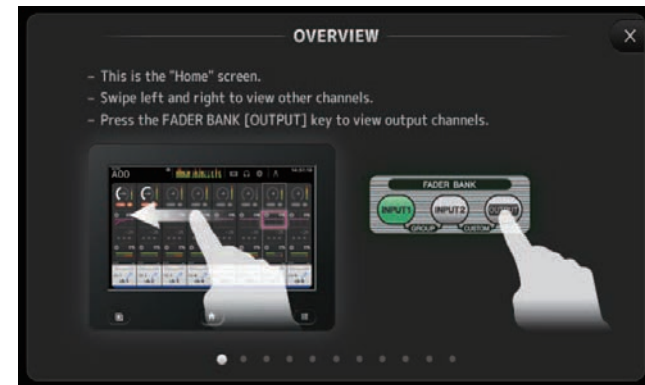 OVERVIEW
– This is the "Home" screen.
– Swipe left and right to view other channels.
– Press the FADER BANK [OUTPUT] key to view output channels.
A00
FADER BANK
INPUT1 INPUT2 OUTPUT
GROUP CUSTOM